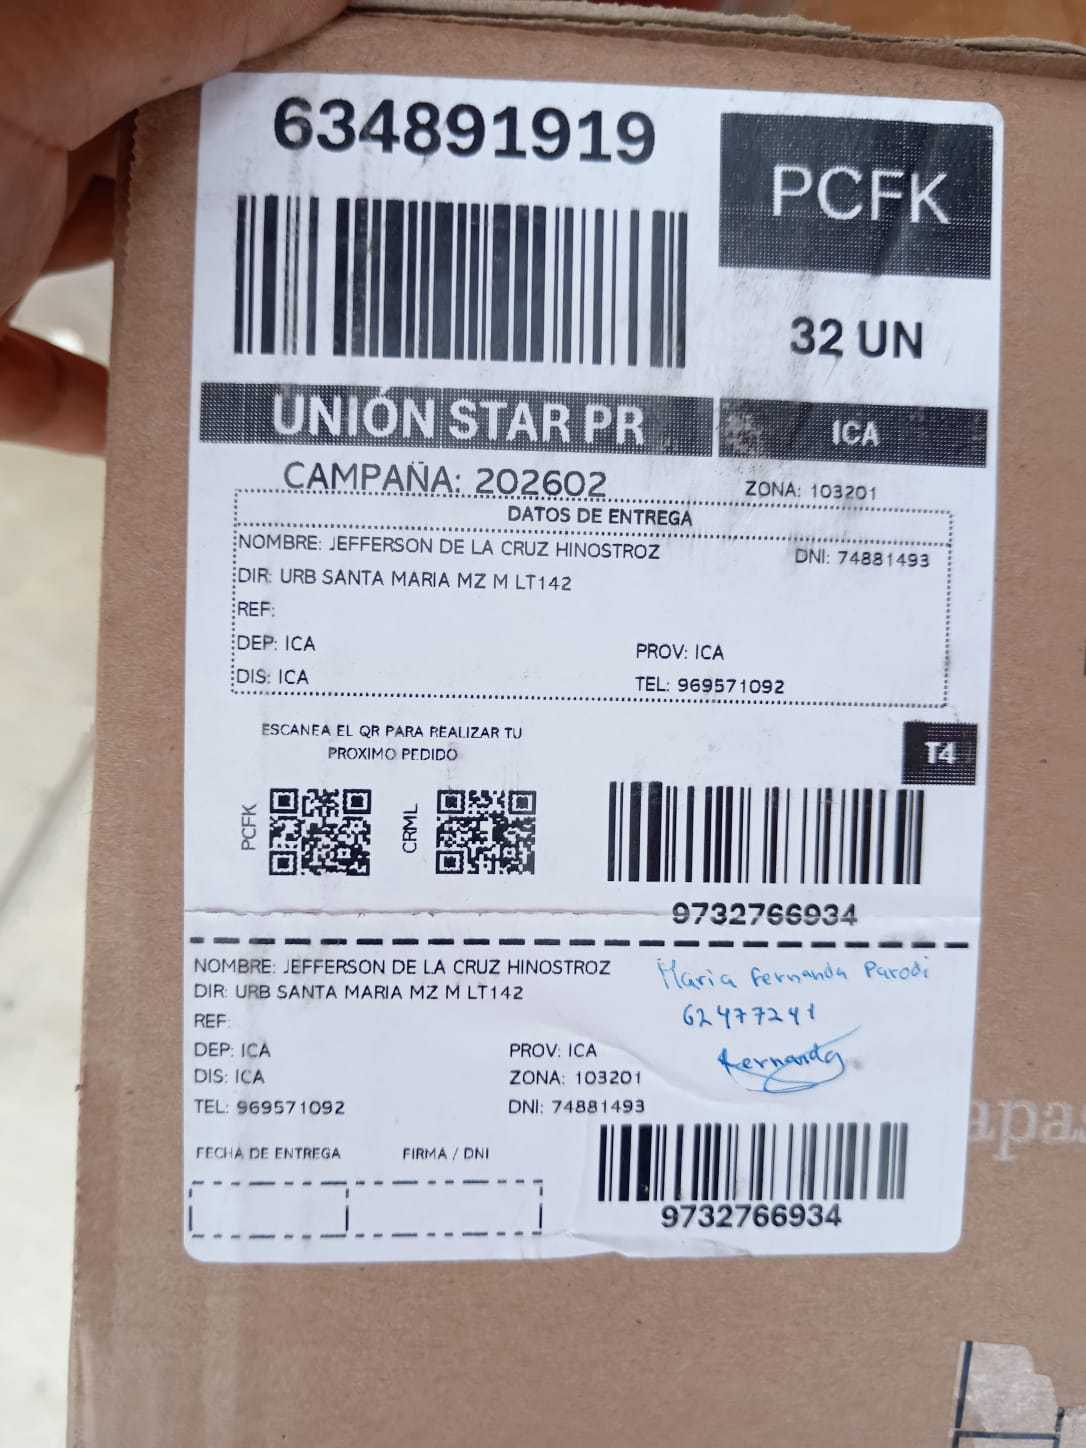 634891919
PCFK
32 UN
UNIÓN STAR PR
ICA
CAMPAÑA: 202602
ZONA: 103201
DATOS DE ENTREGA
NOMBRE: JEFFERSON DE LA CRUZ HINOSTROZ
DNI: 74881493
DIR: URB SANTA MARIA MZ M LT142
REF:
DEP: ICA
PROV: ICA
DIS: ICA
TEL: 969571092
ESCANEA EL QR PARA REALIZAR TU
PROXIMO PEDIDO
T4
PCFK
CRML
9732766934
NOMBRE: JEFFERSON DE LA CRUZ HINOSTROZ
DIR: URB SANTA MARIA MZ M LT142
REF:
DEP: ICA
PROV: ICA
DIS: ICA
ZONA: 103201
TEL: 969571092
DNI: 74881493
Maria Fernanda Parodi
62477241
Fernanda
FECHA DE ENTREGA
FIRMA / DNI
9732766934